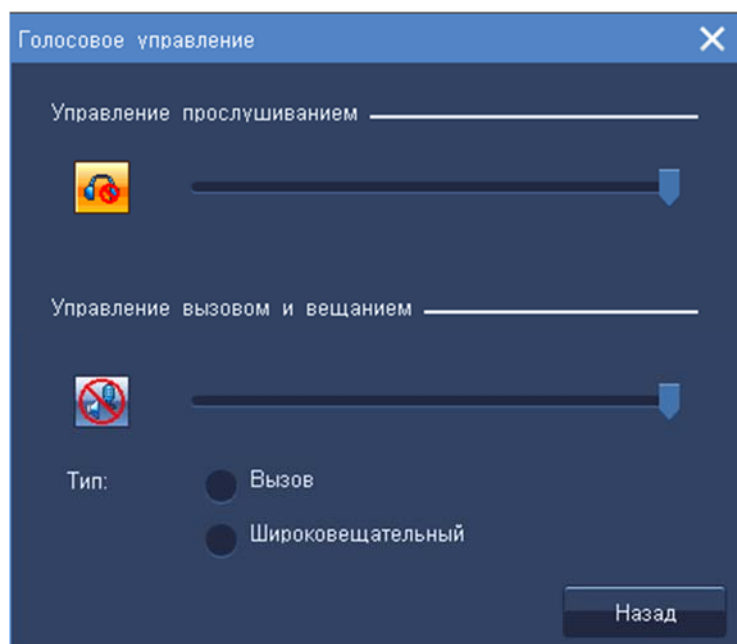 Голосовое управление
Управление прослушиванием
Управление вызовом и вещанием
Тип:
Вызов
Широковещательный
Назад